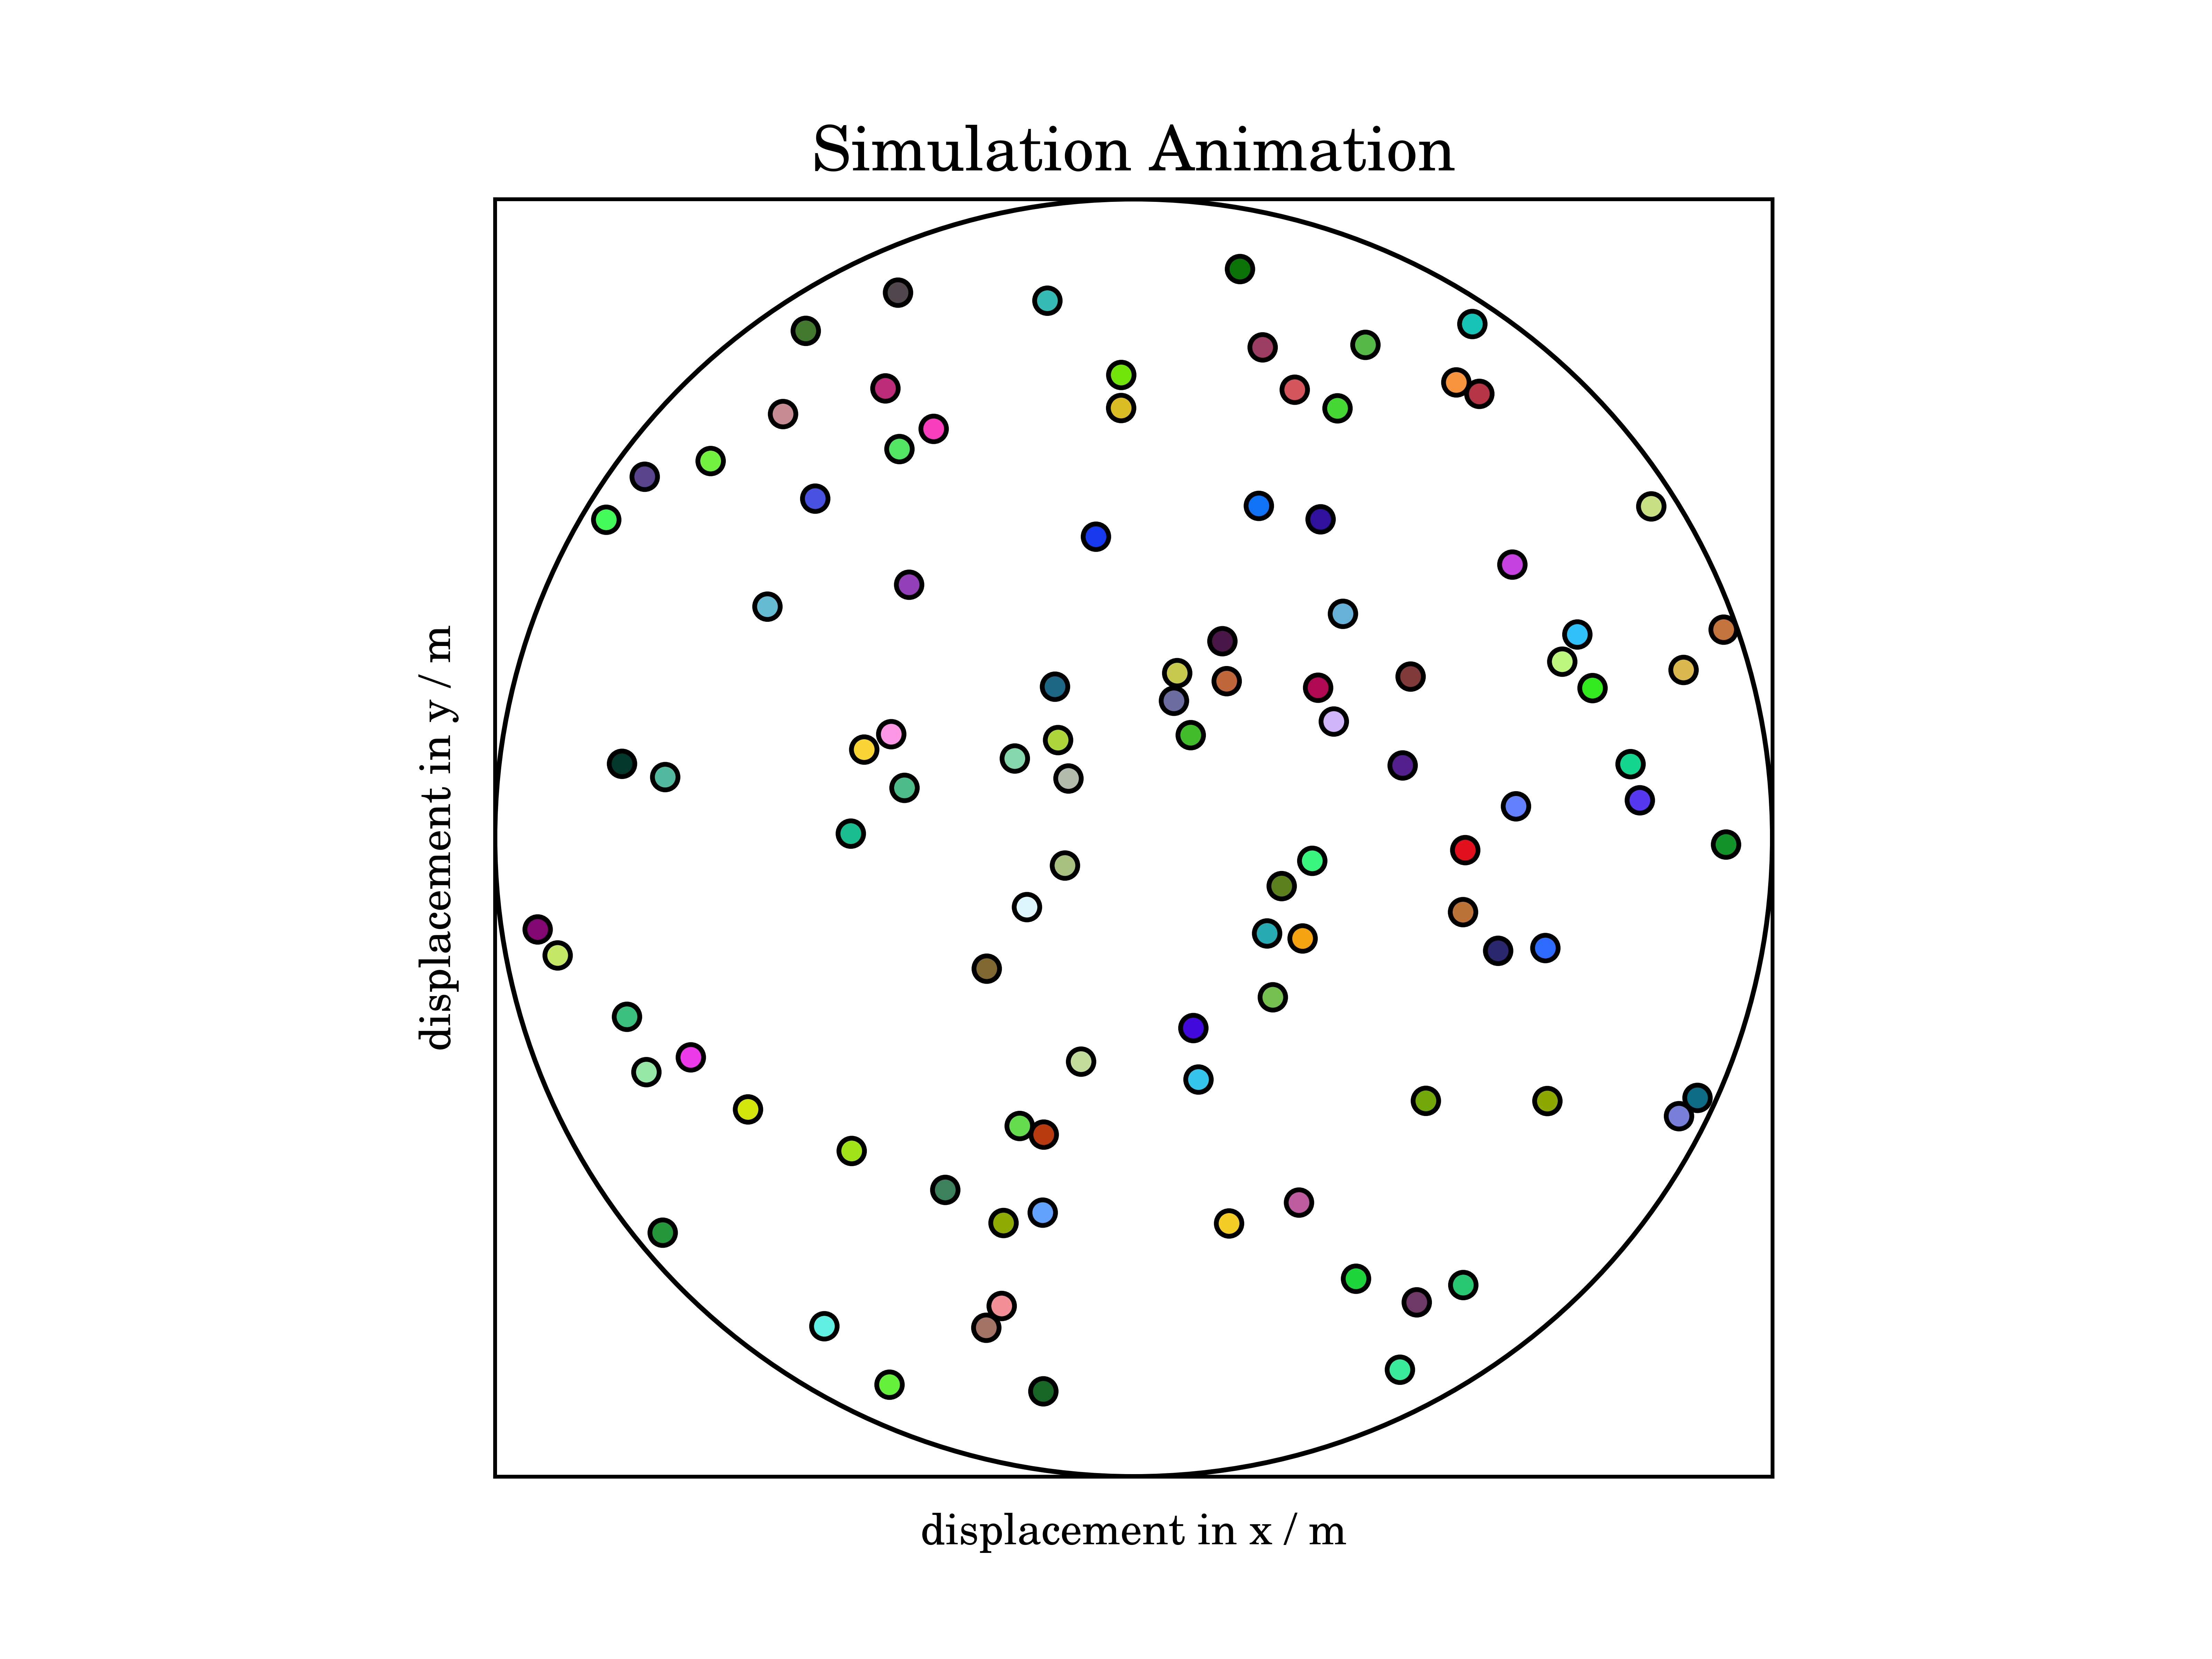 Simulation Animation
displacement in y / m
displacement in x / m